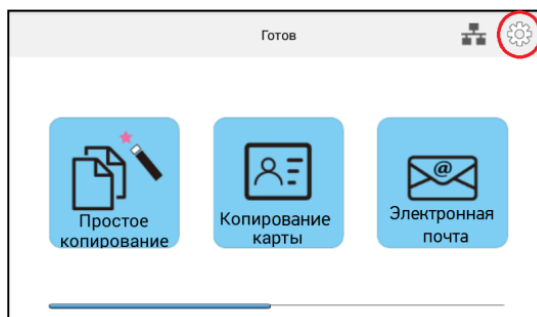 Готов
Простое
копирование
Копирование
карты
@
Электронная
почта